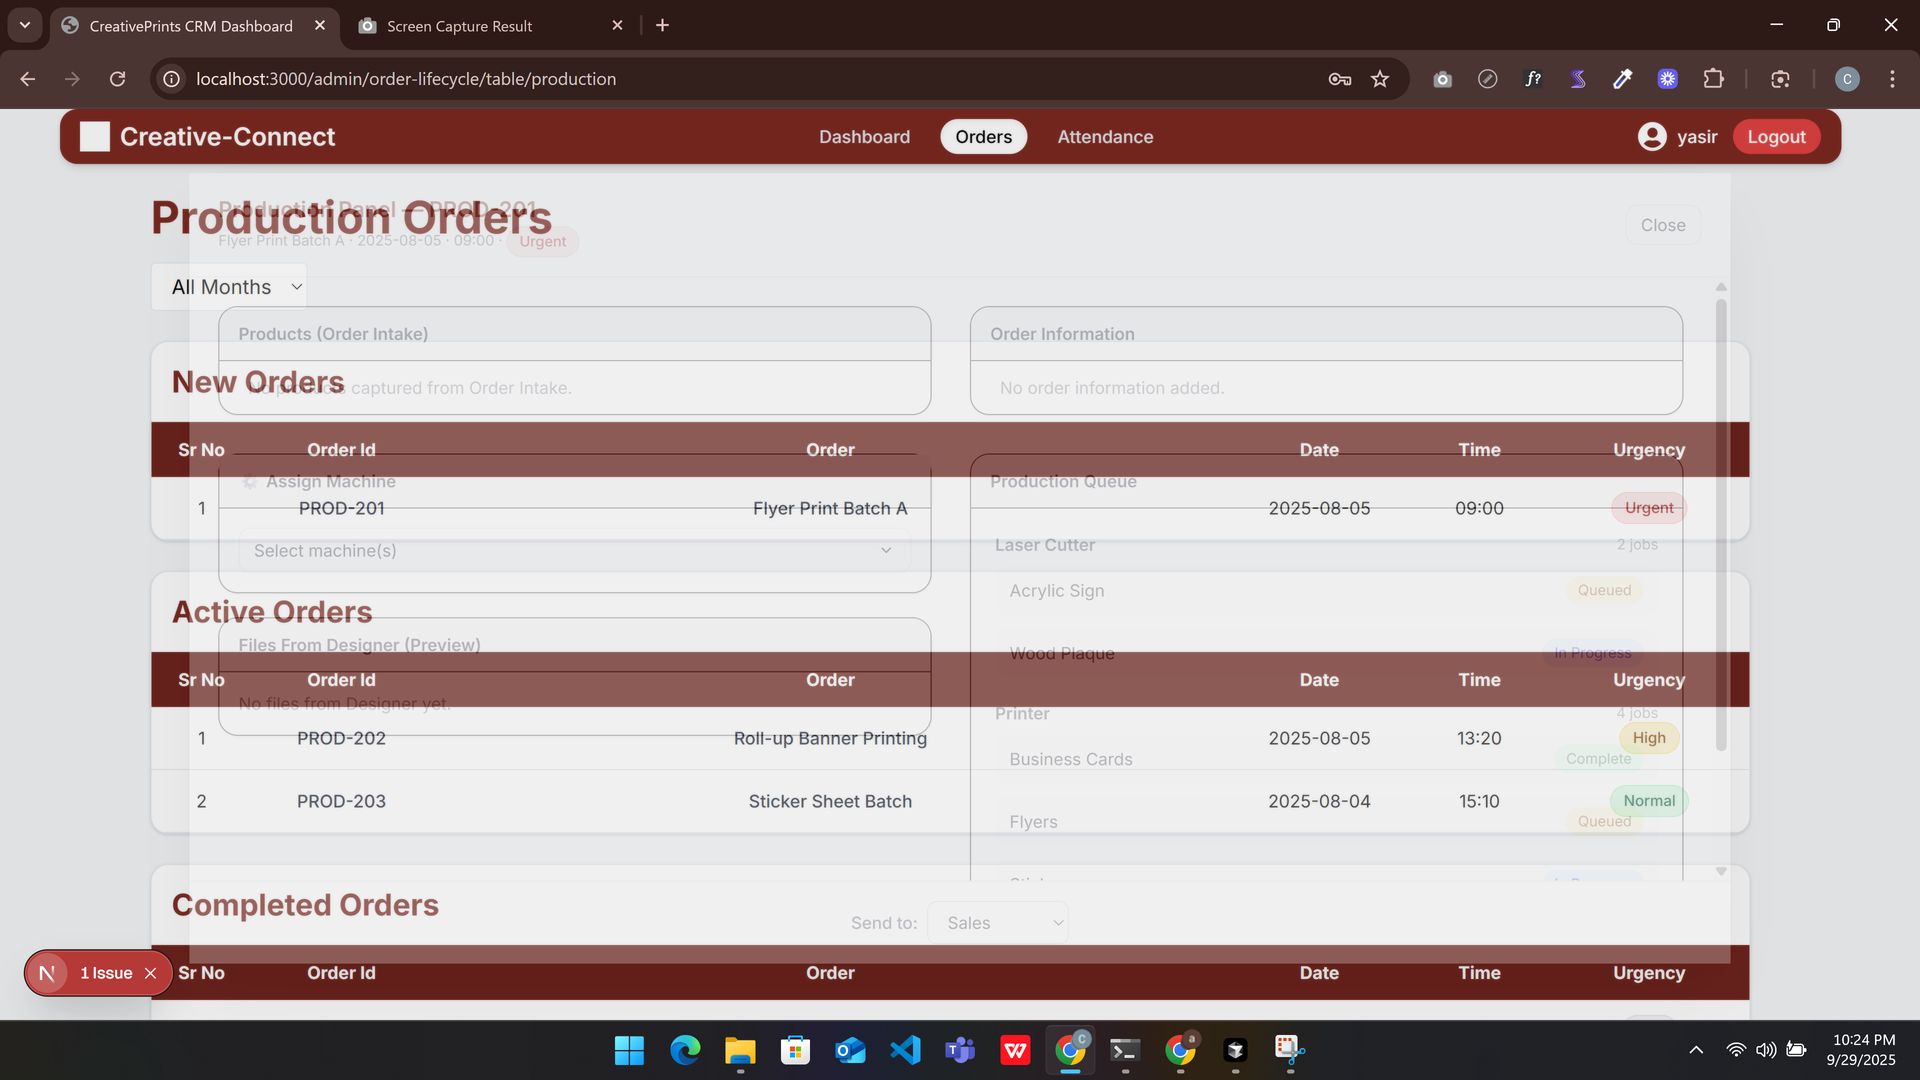 CreativePrints CRM Dashboard
Screen Capture Result
localhost:3000/admin/order-lifecycle/table/production
f?
C
Creative-Connect
Dashboard
Orders
Attendance
yasir
Logout
Production Orders
Production Panel — PROD-201
Flyer Print Batch A · 2025-08-05 · 09:00 · Urgent
Close
All Months
Products (Order Intake)
Order Information
New Orders
No products captured from Order Intake.
No order information added.
Sr No Order Id Order Date Time Urgency
Assign Machine
Production Queue
1 PROD-201 Flyer Print Batch A 2025-08-05 09:00 Urgent
Select machine(s)
Laser Cutter 2 jobs
Acrylic Sign Queued
Active Orders
Files From Designer (Preview)
Wood Plaque In Progress
Sr No Order Id Order Date Time Urgency
No files from Designer yet.
Printer 4 jobs
1 PROD-202 Roll-up Banner Printing 2025-08-05 13:20 High
Business Cards Complete
2 PROD-203 Sticker Sheet Batch 2025-08-04 15:10 Normal
Flyers Queued
Completed Orders
Send to: Sales
N 1 Issue
Sr No Order Id Order Date Time Urgency
10:24 PM
9/29/2025